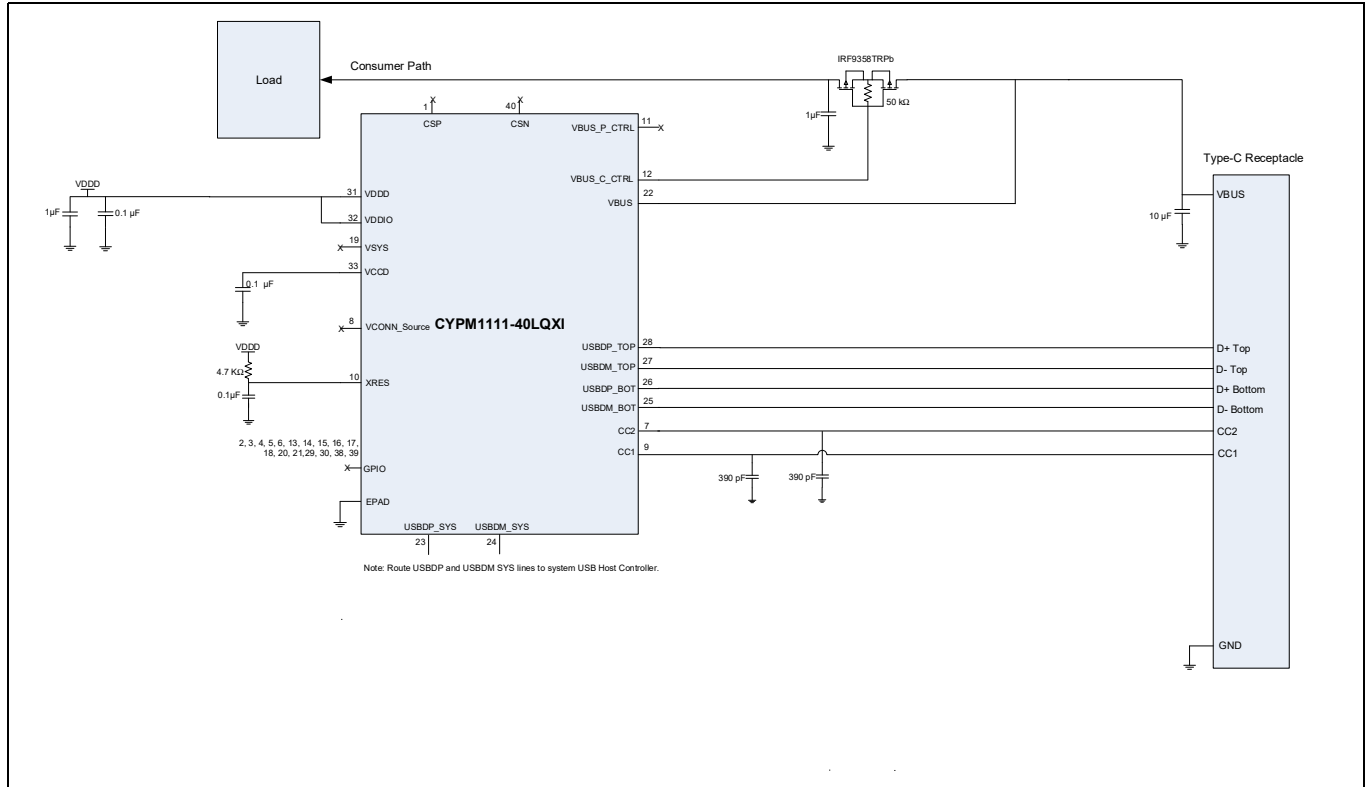 IRF9358TRPb
Consumer Path
Load
50 kΩ
1µF
1
40
CSP
CSN
VBUS_P_CTRL
11
Type-C Receptacle
VBUS_C_CTRL
12
VDDD
31
VDDD
22
VBUS
VBUS
1µF
0.1 µF
32
VDDIO
10 µF
19
VSYS
33
VCCD
0.1 µF
8
VCONN_Source
CYPM1111-40LQXI
VDDD
USBDP_TOP
28
D+ Top
4.7 KΩ
USBDM_TOP
27
D- Top
10
XRES
USBDP_BOT
26
D+ Bottom
0.1µF
USBDM_BOT
25
D- Bottom
CC2
7
CC2
2, 3, 4, 5, 6, 13, 14, 15, 16, 17,
18, 20, 21,29, 30, 38, 39
CC1
9
CC1
GPIO
390 pF
390 pF
EPAD
USBDP_SYS
USBDM_SYS
23
24
Note: Route USBDP and USBDM SYS lines to system USB Host Controller.
GND